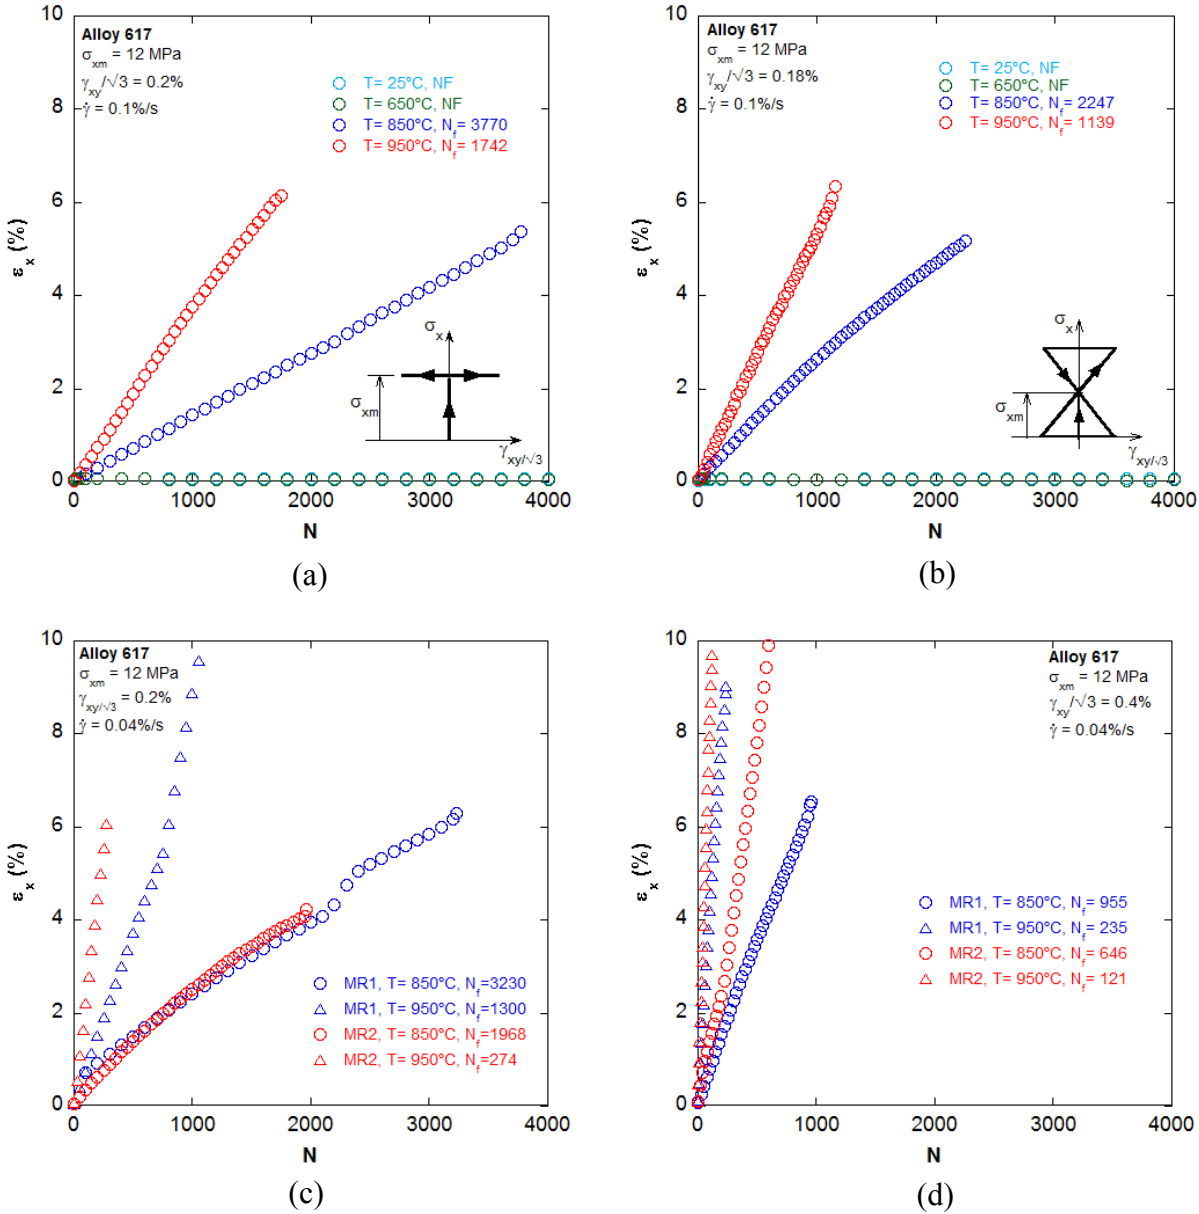 Alloy 617
σxm = 12 MPa
γxy/√3 = 0.2%
γ̇ = 0.1%/s
T= 25°C, NF
T= 650°C, NF
T= 850°C, Nf= 3770
T= 950°C, Nf= 1742
10
8
6
4
2
0
εx (%)
σx
σxm
γxy/√3
0
1000
2000
3000
4000
N
(a)
Alloy 617
σxm = 12 MPa
γxy/√3 = 0.18%
γ̇ = 0.1%/s
T= 25°C, NF
T= 650°C, NF
T= 850°C, Nf= 2247
T= 950°C, Nf= 1139
10
8
6
4
2
0
εx (%)
σx
σxm
γxy/√3
0
1000
2000
3000
4000
N
(b)
Alloy 617
σxm = 12 MPa
γxy/√3 = 0.2%
γ̇ = 0.04%/s
10
8
6
4
2
0
εx (%)
MR1, T= 850°C, Nf=3230
MR1, T= 950°C, Nf=1300
MR2, T= 850°C, Nf=1968
MR2, T= 950°C, Nf=274
0
1000
2000
3000
4000
N
(c)
Alloy 617
σxm = 12 MPa
γxy/√3 = 0.4%
γ̇ = 0.04%/s
10
8
6
4
2
0
εx (%)
MR1, T= 850°C, Nf= 955
MR1, T= 950°C, Nf= 235
MR2, T= 850°C, Nf= 646
MR2, T= 950°C, Nf= 121
0
1000
2000
3000
4000
N
(d)